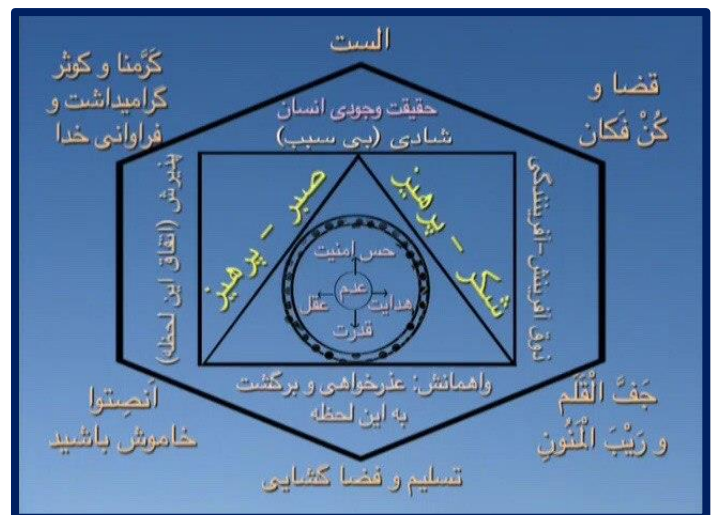 الست
کَرَّمنا و کوثر
گرامیداشت و
فراوانی خدا
قضا و
کُنْ فَکان
حقیقت وجودی انسان
شادی (بی سبب)
پذیرش (اتفاق این لحظه)
صبر - پرهیز
شکر - پرهیز
ذوق آفرینش-آفرینندگی
حس امنیت
عقل
عدم
هدایت
قدرت
واهمانش: عذرخواهی و برگشت
به این لحظه
اَنصِتوا
خاموش باشید
جَفَّ الْقَلَم
و رَیْبَ الْمَنُونِ
تسلیم و فضا گشایی